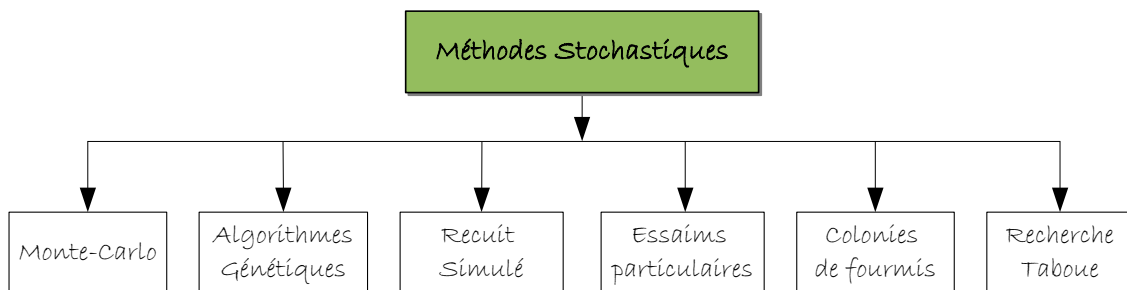 Méthodes Stochastiques
Monte-Carlo
Algorithmes
Génétiques
Recuit
Simulé
Essaims
particulaires
Colonies
de fourmis
Recherche
Taboue